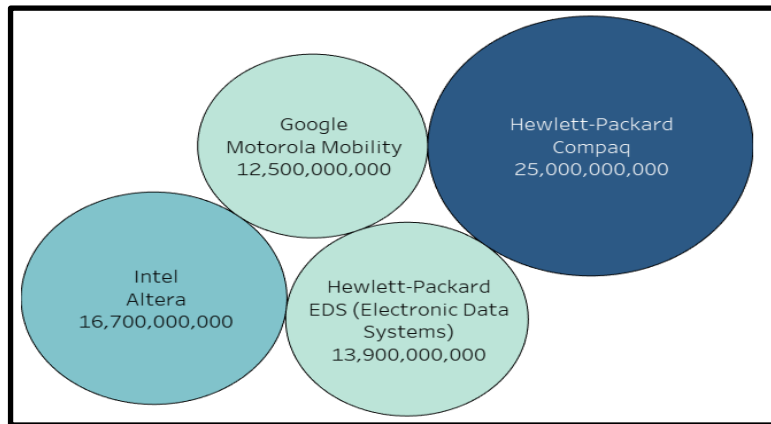 Google
Motorola Mobility
12,500,000,000
Hewlett-Packard
Compaq
25,000,000,000
Intel
Altera
16,700,000,000
Hewlett-Packard
EDS (Electronic Data
Systems)
13,900,000,000